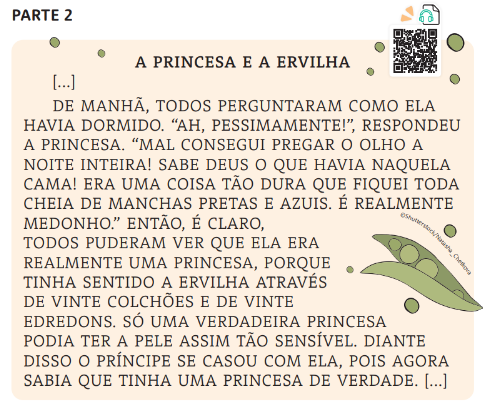 PARTE 2
A PRINCESA E A ERVILHA
[...]
DE MANHÃ, TODOS PERGUNTARAM COMO ELA
HAVIA DORMIDO. “AH, PESSIMAMENTE!”, RESPONDEU
A PRINCESA. “MAL CONSEGUI PREGAR O OLHO A
NOITE INTEIRA! SABE DEUS O QUE HAVIA NAQUELA
CAMA! ERA UMA COISA TÃO DURA QUE FIQUEI TODA
CHEIA DE MANCHAS PRETAS E AZUIS. É REALMENTE
MEDONHO.” ENTÃO, É CLARO,
TODOS PUDERAM VER QUE ELA ERA
REALMENTE UMA PRINCESA, PORQUE
TINHA SENTIDO A ERVILHA ATRAVÉS
DE VINTE COLCHÕES E DE VINTE
EDREDONS. SÓ UMA VERDADEIRA PRINCESA
PODIA TER A PELE ASSIM TÃO SENSÍVEL. DIANTE
DISSO O PRÍNCIPE SE CASOU COM ELA, POIS AGORA
SABIA QUE TINHA UMA PRINCESA DE VERDADE. [...]